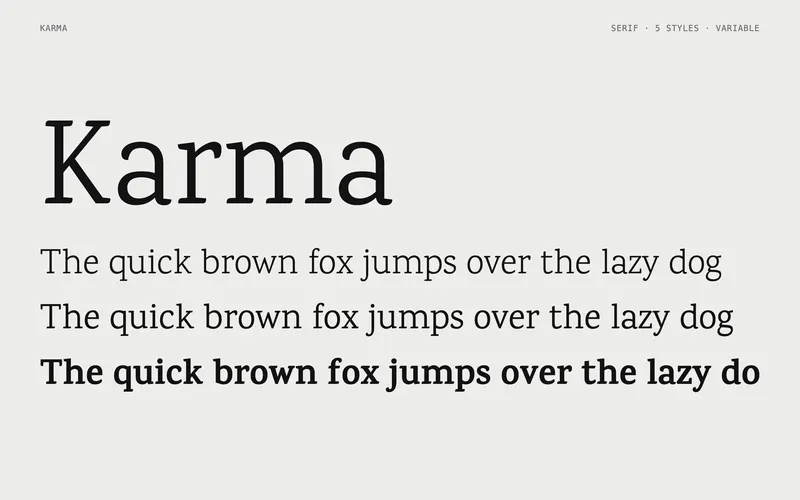 KARMA
SERIF · 5 STYLES · VARIABLE
Karma
The quick brown fox jumps over the lazy dog
The quick brown fox jumps over the lazy dog
The quick brown fox jumps over the lazy do